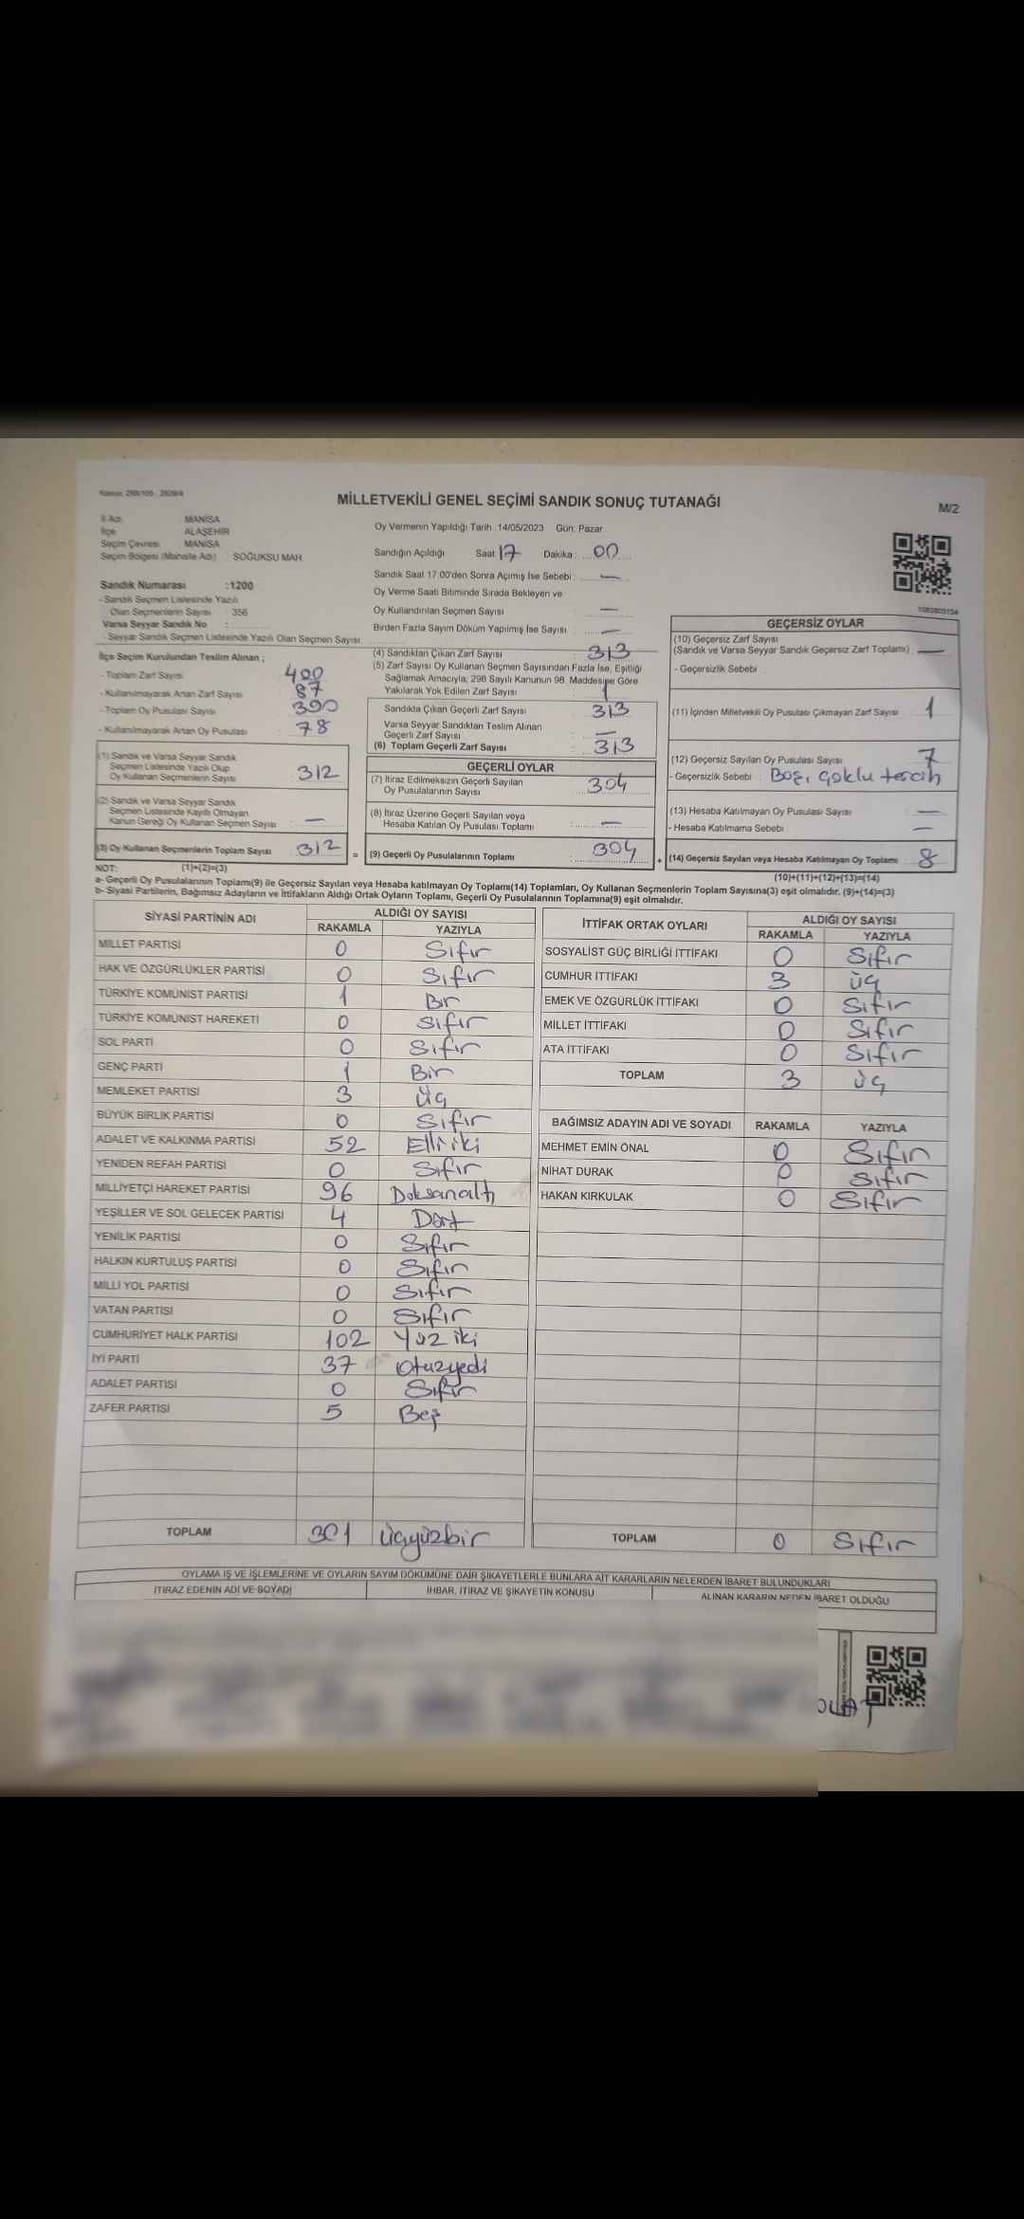 Kanun: 298/105 - 2839/4
MİLLETVEKİLİ GENEL SEÇİMİ SANDIK SONUÇ TUTANAĞI
M/2
İl Adı MANİSA
İlçe ALAŞEHİR
Seçim Çevresi MANİSA
Seçim Bölgesi (Mahalle Adı) SOĞUKSU MAH.
Sandık Numarası :1200
- Sandık Seçmen Listesinde Yazılı
Olan Seçmenlerin Sayısı : 356
Varsa Seyyar Sandık No :
- Seyyar Sandık Seçmen Listesinde Yazılı Olan Seçmen Sayısı:
Oy Vermenin Yapıldığı Tarih :14/05/2023 Gün: Pazar
Sandığın Açıldığı Saat: 17 Dakika : 00
Sandık Saat 17:00'den Sonra Açılmış İse Sebebi : —
Oy Verme Saati Bitiminde Sırada Bekleyen ve
Oy Kullandırılan Seçmen Sayısı —
Birden Fazla Sayım Döküm Yapılmış İse Sayısı : —
1082805154
İlçe Seçim Kurulundan Teslim Alınan ;
- Toplam Zarf Sayısı 400
- Kullanılmayarak Artan Zarf Sayısı 87
- Toplam Oy Pusulası Sayısı 390
- Kullanılmayarak Artan Oy Pusulası 78
(1) Sandık ve Varsa Seyyar Sandık
Seçmen Listesinde Yazılı Olup
Oy Kullanan Seçmenlerin Sayısı 312
(2) Sandık ve Varsa Seyyar Sandık
Seçmen Listesinde Kayıtlı Olmayan
Kanun Gereği Oy Kullanan Seçmen Sayısı —
(3) Oy Kullanan Seçmenlerin Toplam Sayısı 312
(4) Sandıktan Çıkan Zarf Sayısı : 313
(5) Zarf Sayısı Oy Kullanan Seçmen Sayısından Fazla İse, Eşitliği
Sağlamak Amacıyla; 298 Sayılı Kanunun 98. Maddesine Göre
Yakılarak Yok Edilen Zarf Sayısı : 1
Sandıkta Çıkan Geçerli Zarf Sayısı : 313
Varsa Seyyar Sandıktan Teslim Alınan
Geçerli Zarf Sayısı : —
(6) Toplam Geçerli Zarf Sayısı : 313
GEÇERLİ OYLAR
(7) İtiraz Edilmeksizin Geçerli Sayılan
Oy Pusulalarının Sayısı 304
(8) İtiraz Üzerine Geçerli Sayılan veya
Hesaba Katılan Oy Pusulası Toplamı —
= (9) Geçerli Oy Pusulalarının Toplamı 304 +
GEÇERSİZ OYLAR
(10) Geçersiz Zarf Sayısı
(Sandık ve Varsa Seyyar Sandık Geçersiz Zarf Toplamı) : —
- Geçersizlik Sebebi :
(11) İçinden Milletvekili Oy Pusulası Çıkmayan Zarf Sayısı 1
(12) Geçersiz Sayılan Oy Pusulası Sayısı 7
- Geçersizlik Sebebi : Boş, çoklu tercih
(13) Hesaba Katılmayan Oy Pusulası Sayısı —
- Hesaba Katılmama Sebebi : —
(14) Geçersiz Sayılan veya Hesaba Katılmayan Oy Toplamı 8
NOT: (1)+(2)=(3) (10)+(11)+(12)+(13)=(14)
a- Geçerli Oy Pusulalarının Toplamı(9) ile Geçersiz Sayılan veya Hesaba katılmayan Oy Toplamı(14) Toplamları, Oy Kullanan Seçmenlerin Toplam Sayısına(3) eşit olmalıdır. (9)+(14)=(3)
b- Siyasi Partilerin, Bağımsız Adayların ve İttifakların Aldığı Ortak Oyların Toplamı, Geçerli Oy Pusulalarının Toplamına(9) eşit olmalıdır.
SİYASİ PARTİNİN ADI ALDIĞI OY SAYISI
RAKAMLA YAZIYLA
MİLLET PARTİSİ 0 Sıfır
HAK VE ÖZGÜRLÜKLER PARTİSİ 0 Sıfır
TÜRKİYE KOMÜNİST PARTİSİ 1 Bir
TÜRKİYE KOMÜNİST HAREKETİ 0 Sıfır
SOL PARTİ 0 Sıfır
GENÇ PARTİ 1 Bir
MEMLEKET PARTİSİ 3 Üç
BÜYÜK BİRLİK PARTİSİ 0 Sıfır
ADALET VE KALKINMA PARTİSİ 52 Elli iki
YENİDEN REFAH PARTİSİ 0 Sıfır
MİLLİYETÇİ HAREKET PARTİSİ 96 Doksanaltı
YEŞİLLER VE SOL GELECEK PARTİSİ 4 Dört
YENİLİK PARTİSİ 0 Sıfır
HALKIN KURTULUŞ PARTİSİ 0 Sıfır
MİLLİ YOL PARTİSİ 0 Sıfır
VATAN PARTİSİ 0 Sıfır
CUMHURİYET HALK PARTİSİ 102 Yüz iki
İYİ PARTİ 37 Otuzyedi
ADALET PARTİSİ 0 Sıfır
ZAFER PARTİSİ 5 Beş
TOPLAM 301 Üçyüzbir
İTTİFAK ORTAK OYLARI ALDIĞI OY SAYISI
RAKAMLA YAZIYLA
SOSYALİST GÜÇ BİRLİĞİ İTTİFAKI 0 Sıfır
CUMHUR İTTİFAKI 3 üç
EMEK VE ÖZGÜRLÜK İTTİFAKI 0 Sıfır
MİLLET İTTİFAKI 0 Sıfır
ATA İTTİFAKI 0 Sıfır
TOPLAM 3 üç
BAĞIMSIZ ADAYIN ADI VE SOYADI RAKAMLA YAZIYLA
MEHMET EMİN ÖNAL 0 Sıfır
NİHAT DURAK 0 Sıfır
HAKAN KIRKULAK 0 Sıfır
TOPLAM 0 Sıfır
OYLAMA İŞ VE İŞLEMLERİNE VE OYLARIN SAYIM DÖKÜMÜNE DAİR ŞİKAYETLERLE BUNLARA AİT KARARLARIN NELERDEN İBARET BULUNDUKLARI
İTİRAZ EDENİN ADI VE SOYADI İHBAR, İTİRAZ VE ŞİKAYETİN KONUSU ALINAN KARARIN NEDEN İBARET OLDUĞU